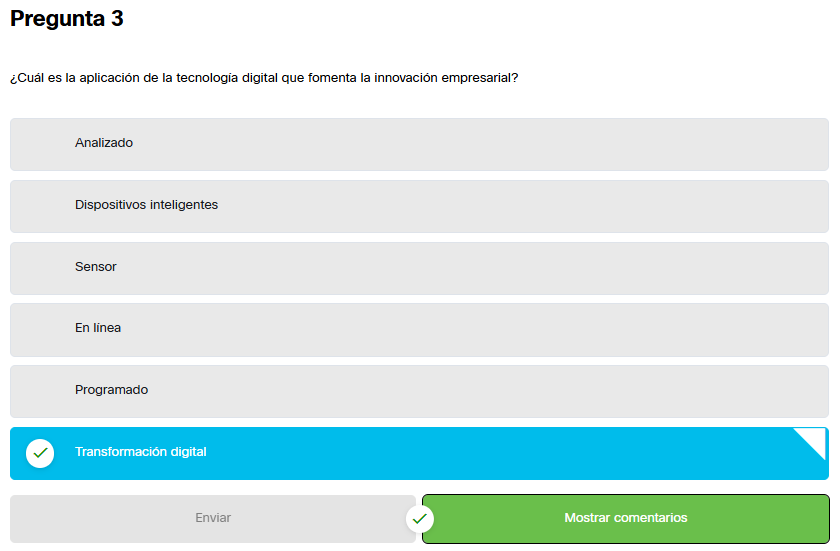 Pregunta 3
¿Cuál es la aplicación de la tecnología digital que fomenta la innovación empresarial?
Analizado
Dispositivos inteligentes
Sensor
En línea
Programado
Transformación digital
Enviar
Mostrar comentarios